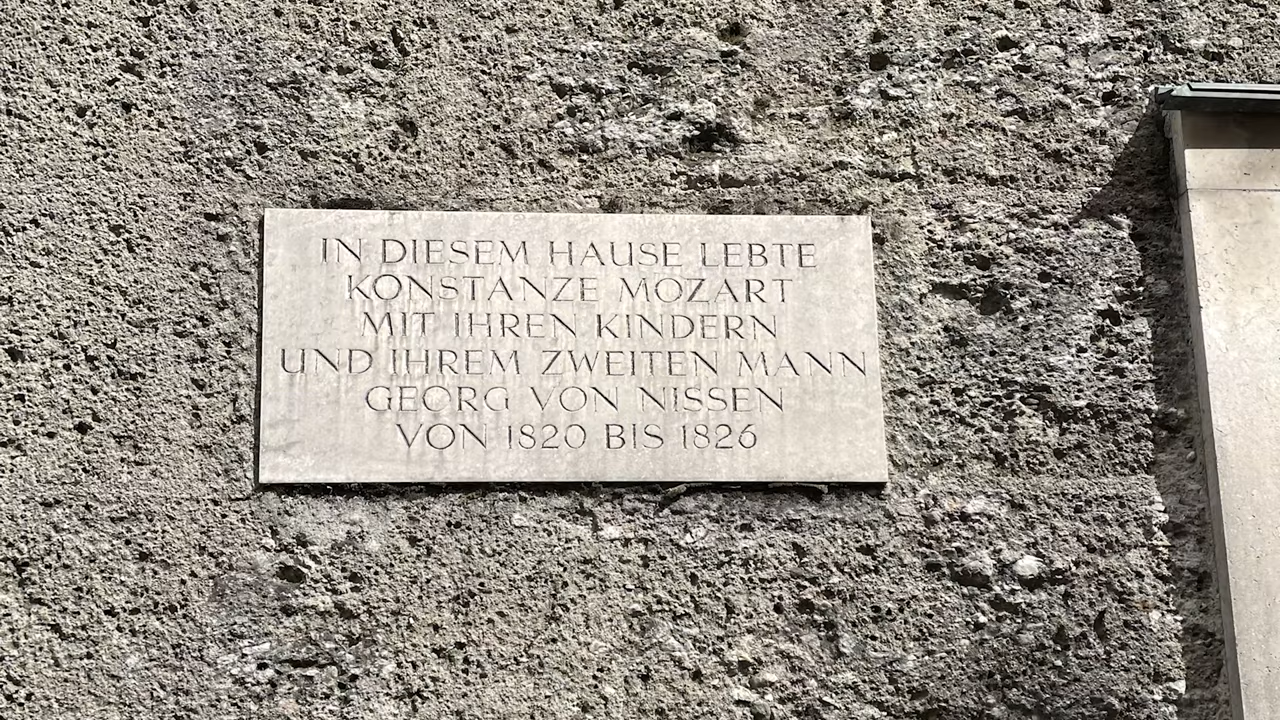 IN DIESEM HAUSE LEBTE
KONSTANZE MOZART
MIT IHREN KINDERN
UND IHREM ZWEITEN MANN
GEORG VON NISSEN
VON 1820 BIS 1826